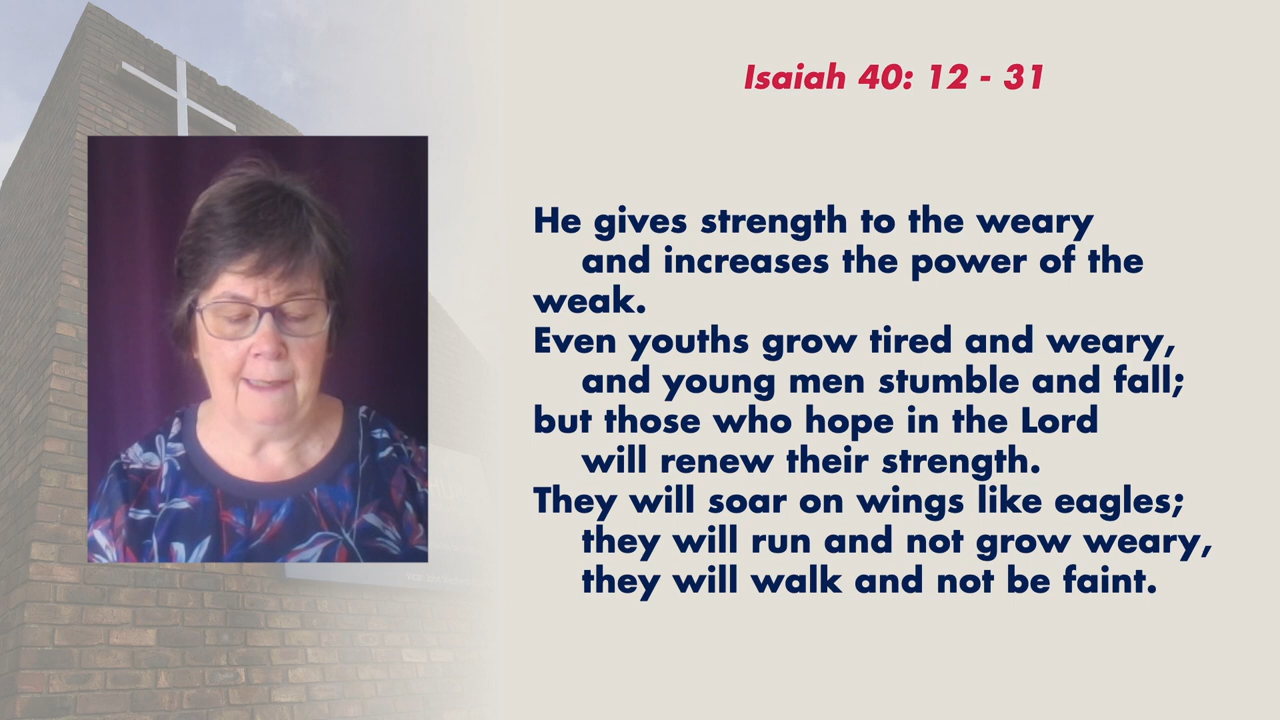 Isaiah 40: 12 - 31
He gives strength to the weary
and increases the power of the
weak.
Even youths grow tired and weary,
and young men stumble and fall;
but those who hope in the Lord
will renew their strength.
They will soar on wings like eagles;
they will run and not grow weary,
they will walk and not be faint.